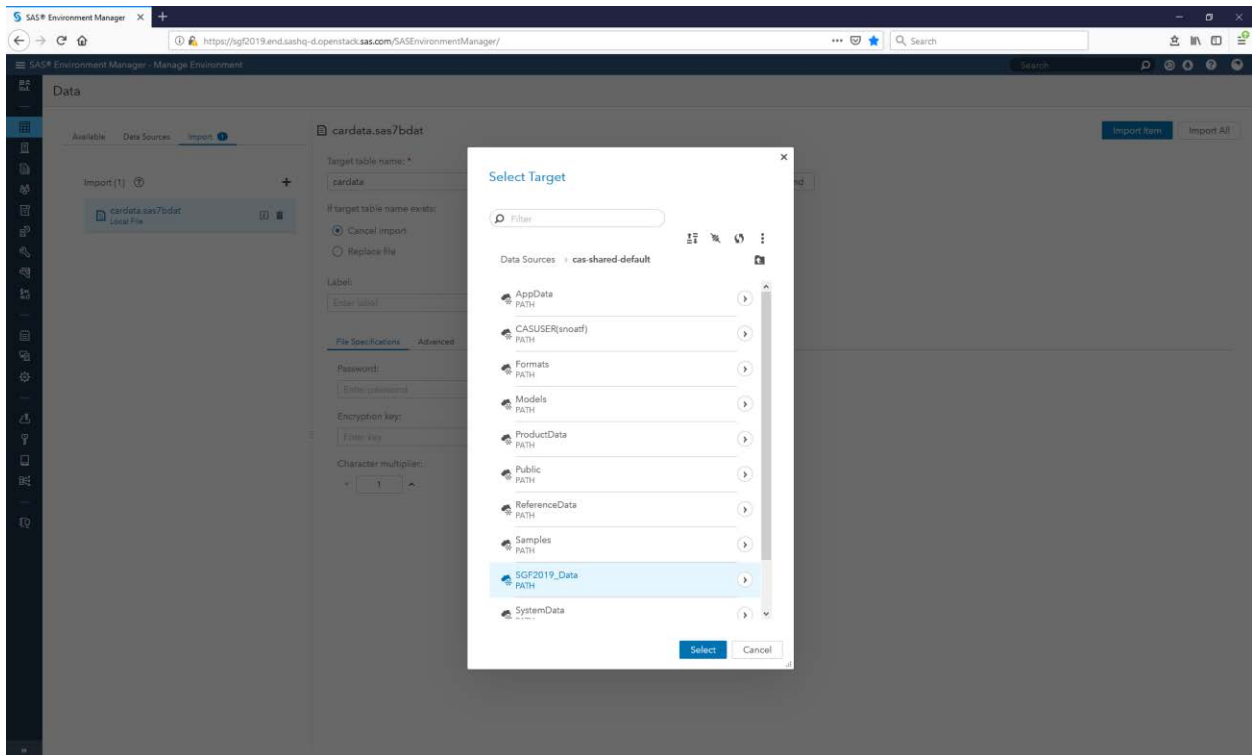 SAS® Environment Manager
https://sgf2019.end.sashq-d.openstack.sas.com/SASEnvironmentManager/
Search
SAS® Environment Manager - Manage Environment
Search
Data
Available Data Sources Import 1
cardata.sas7bdat
Import Item Import All
Import (1)
cardata.sas7bdat
Local File
Target table name: *
cardata
If target table name exists:
Cancel import
Replace file
Label:
Enter label
File Specifications Advanced
Password:
Enter password
Encryption key:
Enter key
Character multiplier:
1
Select Target
Filter
Data Sources cas-shared-default
AppData
PATH
CASUSER(snoatf)
PATH
Formats
PATH
Models
PATH
ProductData
PATH
Public
PATH
ReferenceData
PATH
Samples
PATH
SGF2019_Data
PATH
SystemData
Select Cancel